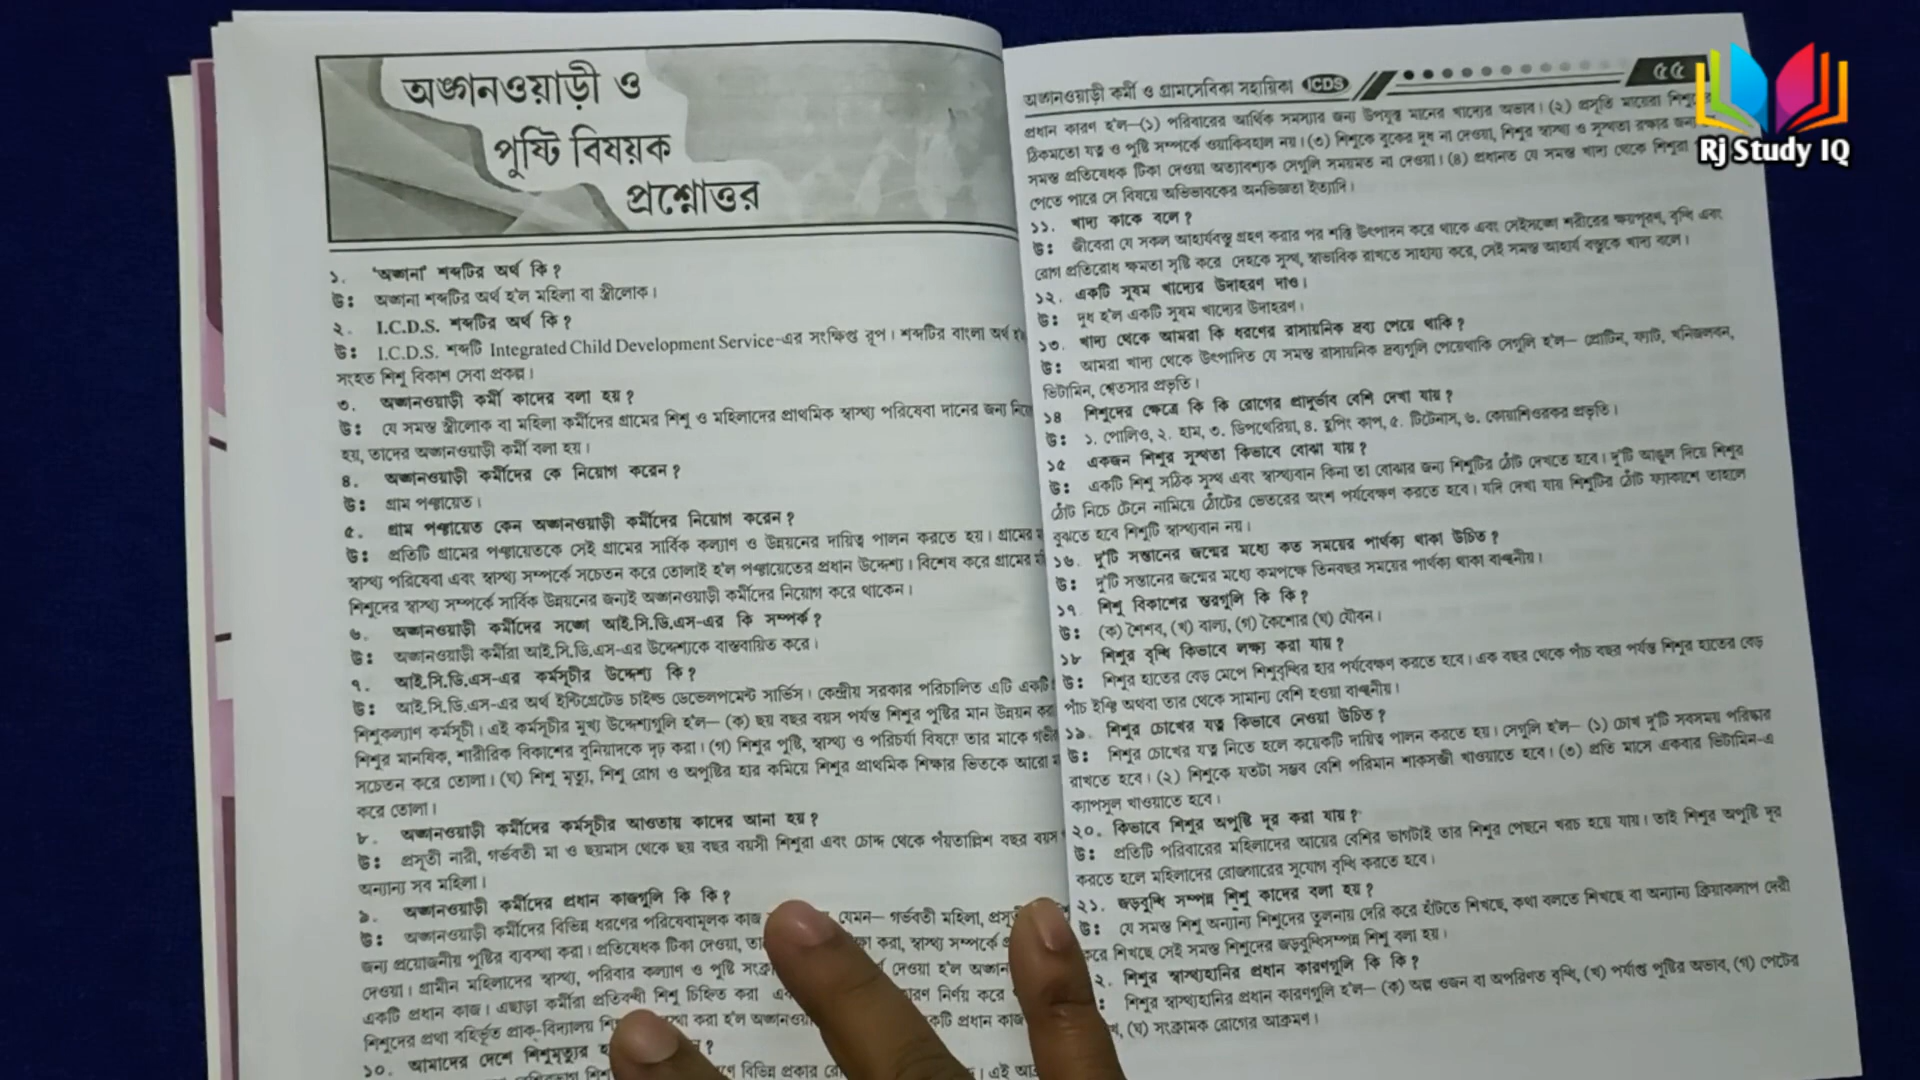 অঙ্গনওয়াড়ী ও
পুষ্টি বিষয়ক
প্রশ্নোত্তর
১. ‘অঙ্গনা’ শব্দটির অর্থ কি ?
উঃ অঙ্গনা শব্দটির অর্থ হ'ল মহিলা বা স্ত্রীলোক।
২. I.C.D.S. শব্দটির অর্থ কি ?
উঃ I.C.D.S. শব্দটি Integrated Child Development Service-এর সংক্ষিপ্ত রূপ। শব্দটির বাংলা অর্থ
সংহত শিশু বিকাশ সেবা প্রকল্প।
৩. অঙ্গনওয়াড়ী কর্মী কাদের বলা হয় ?
উঃ যে সমস্ত স্ত্রীলোক বা মহিলা কর্মীদের গ্রামের শিশু ও মহিলাদের প্রাথমিক স্বাস্থ্য পরিষেবা দানের জন্য
হয়, তাদের অঙ্গনওয়াড়ী কর্মী বলা হয়।
৪. অঙ্গনওয়াড়ী কর্মীদের কে নিয়োগ করেন ?
উঃ গ্রাম পঞ্চায়েত।
৫. গ্রাম পঞ্চায়েত কেন অঙ্গনওয়াড়ী কর্মীদের নিয়োগ করেন ?
উঃ প্রতিটি গ্রামের পঞ্চায়েতকে সেই গ্রামের সার্বিক কল্যাণ ও উন্নয়নের দায়িত্ব পালন করতে হয়। গ্রামের
স্বাস্থ্য পরিষেবা এবং স্বাস্থ্য সম্পর্কে সচেতন করে তোলাই হ'ল পঞ্চায়েতের প্রধান উদ্দেশ্য। বিশেষ করে গ্রামের
শিশুদের স্বাস্থ্য সম্পর্কে সার্বিক উন্নয়নের জন্যই অঙ্গনওয়াড়ী কর্মীদের নিয়োগ করে থাকেন।
৬. অঙ্গনওয়াড়ী কর্মীদের সঙ্গে আই.সি.ডি.এস-এর কি সম্পর্ক ?
উঃ অঙ্গনওয়াড়ী কর্মীরা আই.সি.ডি.এস-এর উদ্দেশ্যকে বাস্তবায়িত করে।
৭. আই.সি.ডি.এস-এর কর্মসূচীর উদ্দেশ্য কি ?
উঃ আই.সি.ডি.এস-এর অর্থ ইন্টিগ্রেটেড চাইল্ড ডেভেলপমেন্ট সার্ভিস। কেন্দ্রীয় সরকার পরিচালিত এটি একটি
শিশুকল্যাণ কর্মসূচী। এই কর্মসূচীর মুখ্য উদ্দেশ্যগুলি হ'ল— (ক) ছয় বছর বয়স পর্যন্ত শিশুর পুষ্টির মান উন্নয়ন
শিশুর মানষিক, শারীরিক বিকাশের বুনিয়াদকে দৃঢ় করা। (গ) শিশুর পুষ্টি, স্বাস্থ্য ও পরিচর্যা বিষয়ে তার মাকে
সচেতন করে তোলা। (ঘ) শিশু মৃত্যু, শিশু রোগ ও অপুষ্টির হার কমিয়ে শিশুর প্রাথমিক শিক্ষার ভিতকে আরো
করে তোলা।
৮. অঙ্গনওয়াড়ী কর্মীদের কর্মসূচীর আওতায় কাদের আনা হয় ?
উঃ প্রসূতী নারী, গর্ভবতী মা ও ছয়মাস থেকে ছয় বছর বয়সী শিশুরা এবং চোদ্দ থেকে পঁয়তাল্লিশ বছর বয়স
অন্যান্য সব মহিলা।
৯. অঙ্গনওয়াড়ী কর্মীদের প্রধান কাজগুলি কি কি ?
উঃ অঙ্গনওয়াড়ী কর্মীদের বিভিন্ন ধরণের পরিষেবামূলক কাজ যেমন— গর্ভবতী মহিলা,
জন্য প্রয়োজনীয় পুষ্টির ব্যবস্থা করা। প্রতিষেধক টিকা দেওয়া, করা, স্বাস্থ্য সম্পর্কে
দেওয়া। গ্রামীন মহিলাদের স্বাস্থ্য, পরিবার কল্যাণ ও পুষ্টি দেওয়া হ'ল
একটি প্রধান কাজ। এছাড়া কর্মীরা প্রতিবন্ধী শিশু চিহ্নিত করা নির্ণয় করে
শিশুদের প্রথা বহির্ভূত প্রাক্-বিদ্যালয় করা হ'ল প্রধান কাজ
১০. আমাদের দেশে শিশুমৃত্যুর
বিভিন্ন প্রকার এই
অঙ্গনওয়াড়ী কর্মী ও গ্রামসেবিকা সহায়িকা ICDS ৫৫
প্রধান কারণ হ'ল—(১) পরিবারের আর্থিক সমস্যার জন্য উপযুক্ত মানের খাদ্যের অভাব। (২) প্রসূতি মায়েরা
ঠিকমতো যত্ন ও পুষ্টি সম্পর্কে ওয়াকিবহাল নয়। (৩) শিশুকে বুকের দুধ না দেওয়া, শিশুর স্বাস্থ্য ও সুস্থতা রক্ষার জন্য
সমস্ত প্রতিষেধক টিকা দেওয়া অত্যাবশ্যক সেগুলি সময়মত না দেওয়া। (৪) প্রধানত যে সমস্ত খাদ্য থেকে শিশুরা
পেতে পারে সে বিষয়ে অভিভাবকের অনভিজ্ঞতা ইত্যাদি।
১১. খাদ্য কাকে বলে ?
উঃ জীবেরা যে সকল আহার্যবস্তু গ্রহণ করার পর শক্তি উৎপাদন করে থাকে এবং সেইসঙ্গে শরীরের ক্ষয়পূরণ, বৃদ্ধি এবং
রোগ প্রতিরোধ ক্ষমতা সৃষ্টি করে দেহকে সুস্থ, স্বাভাবিক রাখতে সাহায্য করে, সেই সমস্ত আহার্য বস্তুকে খাদ্য বলে।
১২. একটি সুষম খাদ্যের উদাহরণ দাও।
উঃ দুধ হ'ল একটি সুষম খাদ্যের উদাহরণ।
১৩. খাদ্য থেকে আমরা কি ধরণের রাসায়নিক দ্রব্য পেয়ে থাকি ?
উঃ আমরা খাদ্য থেকে উৎপাদিত যে সমস্ত রাসায়নিক দ্রব্যগুলি পেয়েথাকি সেগুলি হ'ল— প্রোটিন, ফ্যাট, খনিজলবন,
ভিটামিন, শ্বেতসার প্রভৃতি।
১৪ শিশুদের ক্ষেত্রে কি কি রোগের প্রাদুর্ভাব বেশি দেখা যায় ?
উঃ ১. পোলিও, ২. হাম, ৩. ডিপথেরিয়া, ৪. হুপিং কাপ, ৫. টিটেনাস, ৬. কোয়াশিওরকর প্রভৃতি।
১৫ একজন শিশুর সুস্থতা কিভাবে বোঝা যায় ?
উঃ একটি শিশু সঠিক সুস্থ এবং স্বাস্থ্যবান কিনা তা বোঝার জন্য শিশুটির ঠোঁট দেখতে হবে। দু'টি আঙুল দিয়ে শিশুর
ঠোঁট নিচে টেনে নামিয়ে ঠোঁটের ভেতরের অংশ পর্যবেক্ষণ করতে হবে। যদি দেখা যায় শিশুটির ঠোঁট ফ্যাকাশে তাহলে
বুঝতে হবে শিশুটি স্বাস্থ্যবান নয়।
১৬. দু'টি সন্তানের জন্মের মধ্যে কত সময়ের পার্থক্য থাকা উচিত ?
উঃ দু'টি সন্তানের জন্মের মধ্যে কমপক্ষে তিনবছর সময়ের পার্থক্য থাকা বাঞ্ছনীয়।
১৭ শিশু বিকাশের স্তরগুলি কি কি ?
উঃ (ক) শৈশব, (খ) বাল্য, (গ) কৈশোর (ঘ) যৌবন।
১৮ শিশুর বৃদ্ধি কিভাবে লক্ষ্য করা যায় ?
উঃ শিশুর হাতের বেড় মেপে শিশুবৃদ্ধির হার পর্যবেক্ষণ করতে হবে। এক বছর থেকে পাঁচ বছর পর্যন্ত শিশুর হাতের বেড়
পাঁচ ইঞ্চি অথবা তার থেকে সামান্য বেশি হওয়া বাঞ্ছনীয়।
১৯. শিশুর চোখের যত্ন কিভাবে নেওয়া উচিত ?
উঃ শিশুর চোখের যত্ন নিতে হলে কয়েকটি দায়িত্ব পালন করতে হয়। সেগুলি হ'ল— (১) চোখ দু'টি সবসময় পরিষ্কার
রাখতে হবে। (২) শিশুকে যতটা সম্ভব বেশি পরিমান শাকসব্জী খাওয়াতে হবে। (৩) প্রতি মাসে একবার ভিটামিন-এ
ক্যাপসুল খাওয়াতে হবে।
২০. কিভাবে শিশুর অপুষ্টি দূর করা যায় ?
উঃ প্রতিটি পরিবারের মহিলাদের আয়ের বেশির ভাগটাই তার শিশুর পেছনে খরচ হয়ে যায়। তাই শিশুর অপুষ্টি দূর
করতে হলে মহিলাদের রোজগারের সুযোগ বৃদ্ধি করতে হবে।
২১. জড়বুদ্ধি সম্পন্ন শিশু কাদের বলা হয় ?
উঃ যে সমস্ত শিশু অন্যান্য শিশুদের তুলনায় দেরি করে হাঁটতে শিখছে, কথা বলতে শিখছে বা অন্যান্য ক্রিয়াকলাপ দেরী
করে শিখছে সেই সমস্ত শিশুদের জড়বুদ্ধিসম্পন্ন শিশু বলা হয়।
২. শিশুর স্বাস্থ্যহানির প্রধান কারণগুলি কি কি ?
শিশুর স্বাস্থ্যহানির প্রধান কারণগুলি হ'ল— (ক) অল্প ওজন বা অপরিণত বৃদ্ধি, (খ) পর্যাপ্ত পুষ্টির অভাব, (গ) পেটের
(ঘ) সংক্রামক রোগের আক্রমণ।
Rj Study IQ